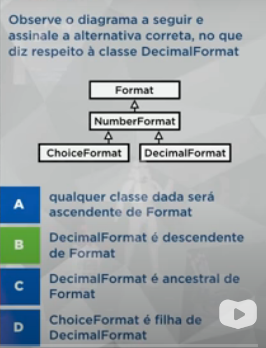 Observe o diagrama a seguir e
assinale a alternativa correta, no que
diz respeito à classe DecimalFormat
Format
NumberFormat
ChoiceFormat DecimalFormat
A qualquer classe dada será
ascendente de Format
B DecimalFormat é descendente
de Format
C DecimalFormat é ancestral de
Format
D ChoiceFormat é filha de
DecimalFormat